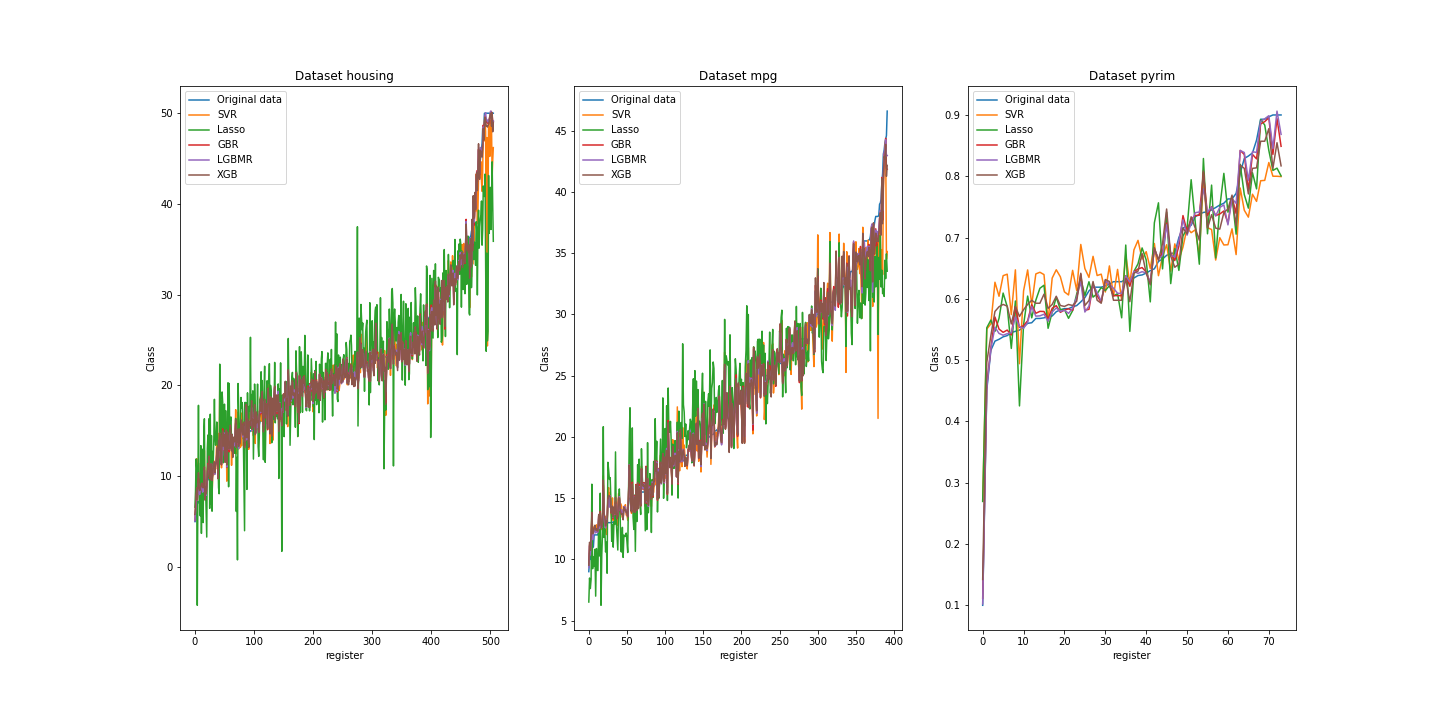 Dataset housing
Original data
SVR
Lasso
GBR
LGBMR
XGB
50
40
30
20
10
0
Class
0 100 200 300 400 500
register
Dataset mpg
Original data
SVR
Lasso
GBR
LGBMR
XGB
45
40
35
30
25
20
15
10
5
Class
0 50 100 150 200 250 300 350 400
register
Dataset pyrim
Original data
SVR
Lasso
GBR
LGBMR
XGB
0.9
0.8
0.7
0.6
0.5
0.4
0.3
0.2
0.1
Class
0 10 20 30 40 50 60 70
register